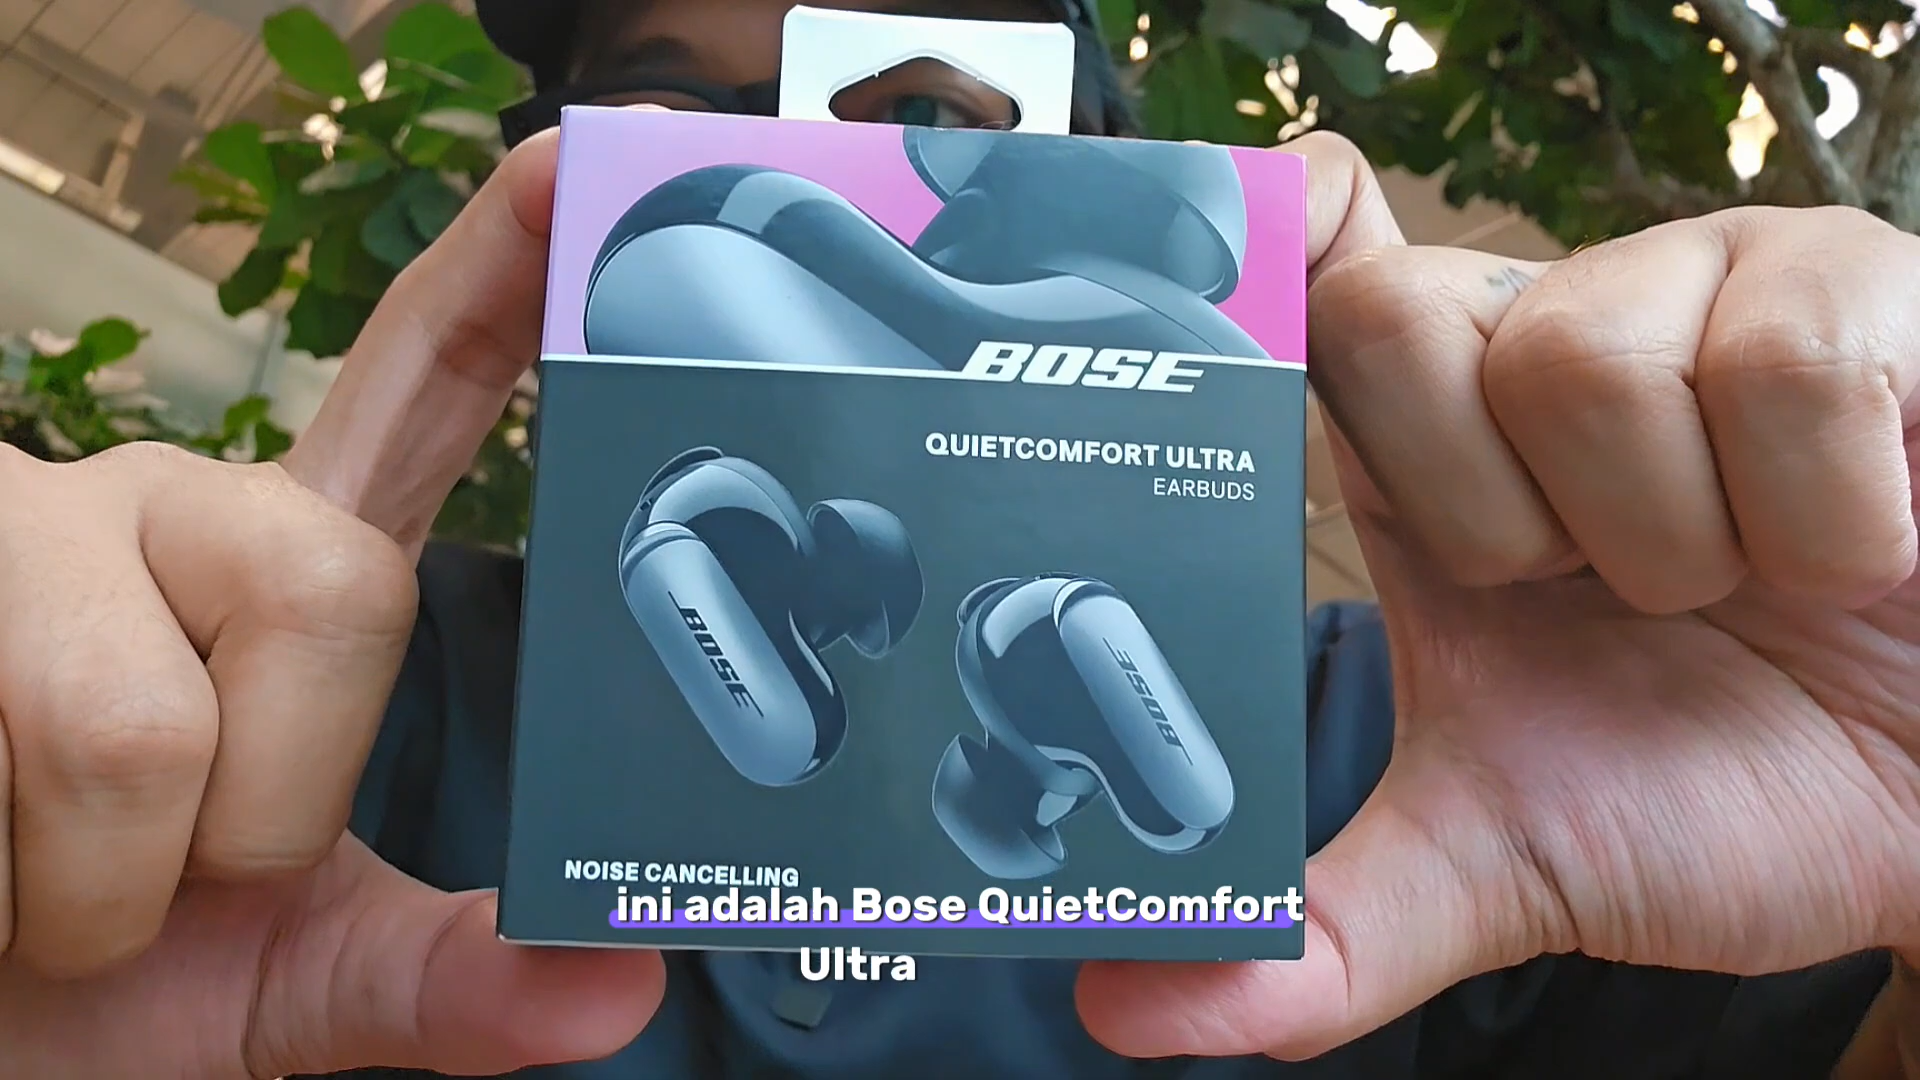 BOSE
QUIETCOMFORT ULTRA
EARBUDS
BOSE
BOSE
NOISE CANCELLING
ini adalah Bose QuietComfort
Ultra